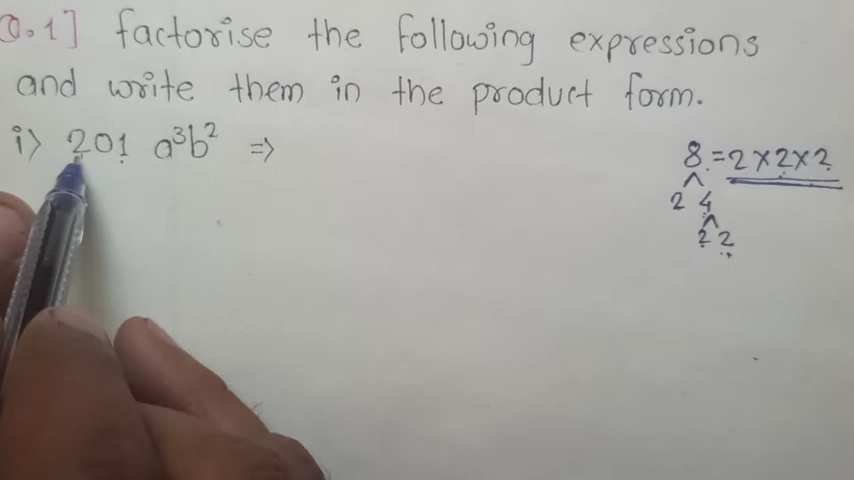 Q.1] factorise the following expressions
and write them in the product form.
i) 201 a³b² =>
8 = 2×2×2
2 4
2 2